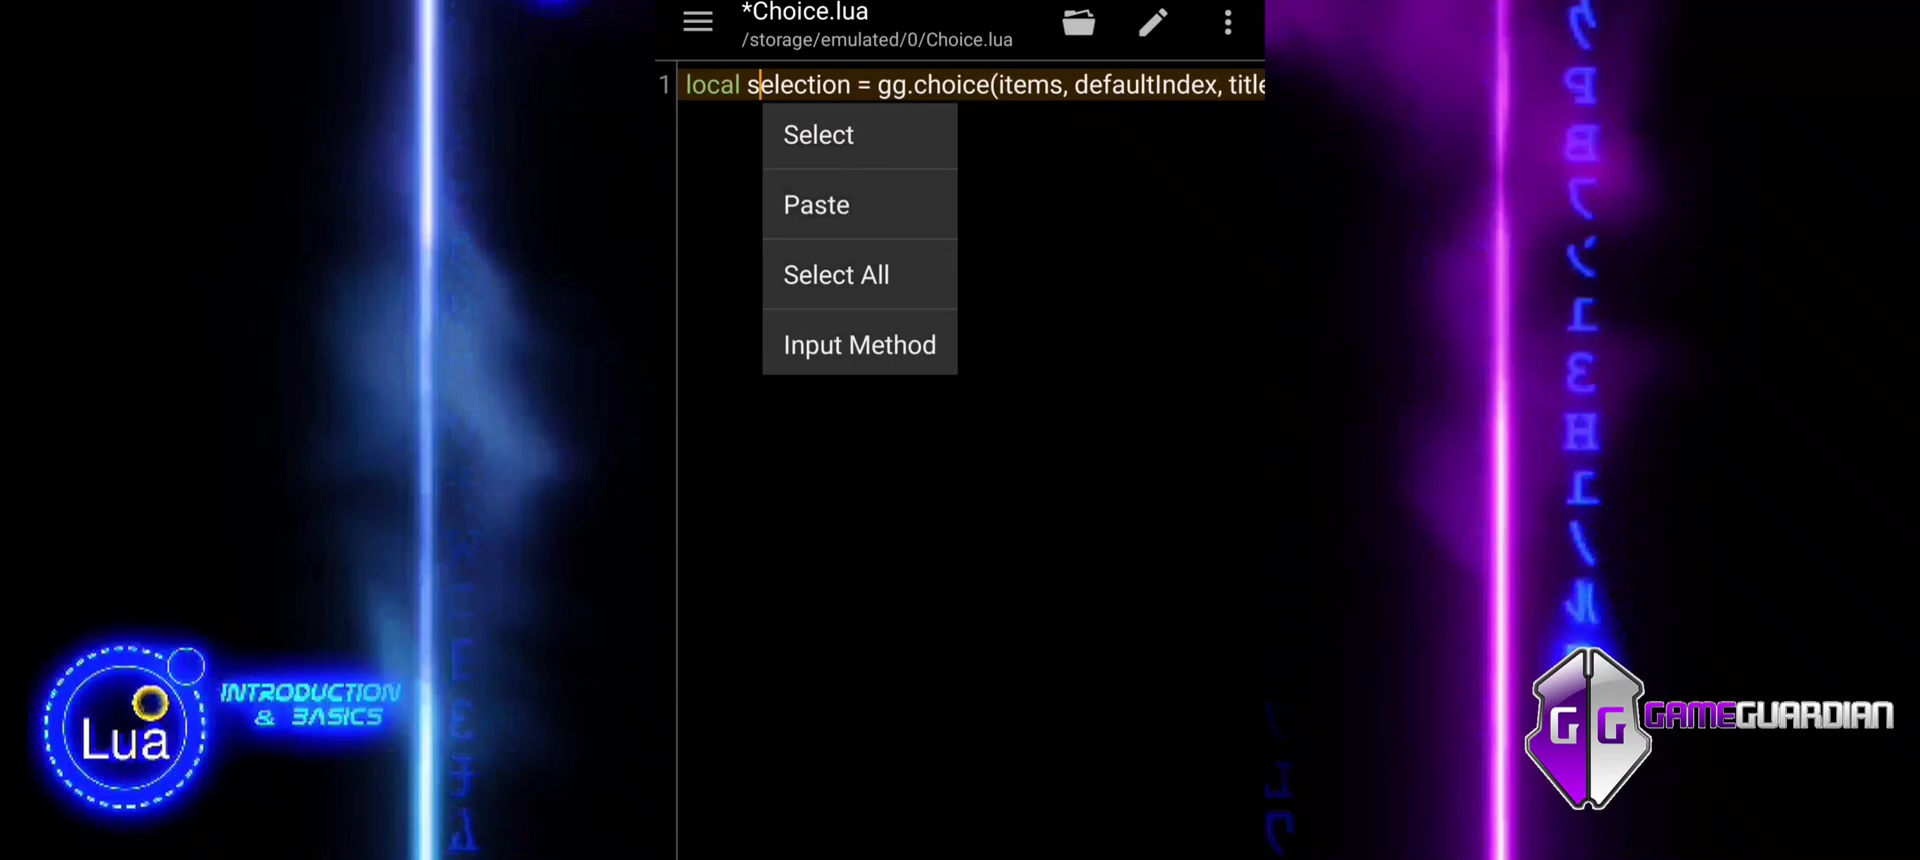 *Choice.lua
/storage/emulated/0/Choice.lua
1 local selection = gg.choice(items, defaultIndex, title
Select
Paste
Select All
Input Method
Lua
INTRODUCTION
& BASICS
GG
GAMEGUARDIAN